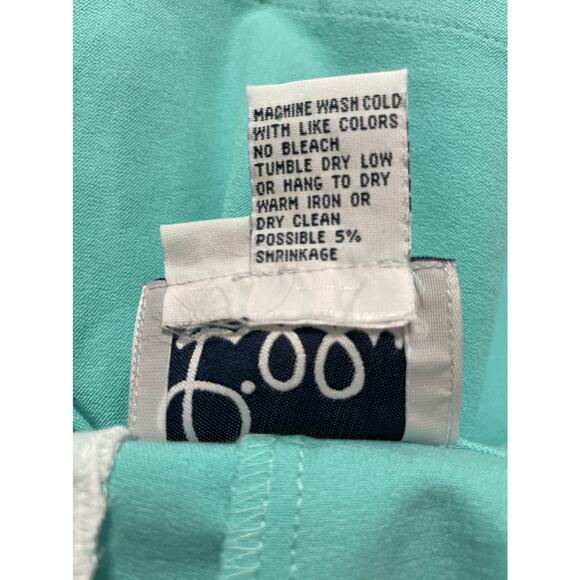 MACHINE WASH COLD
WITH LIKE COLORS
NO BLEACH
TUMBLE DRY LOW
OR HANG TO DRY
WARM IRON OR
DRY CLEAN
POSSIBLE 5%
SHRINKAGE